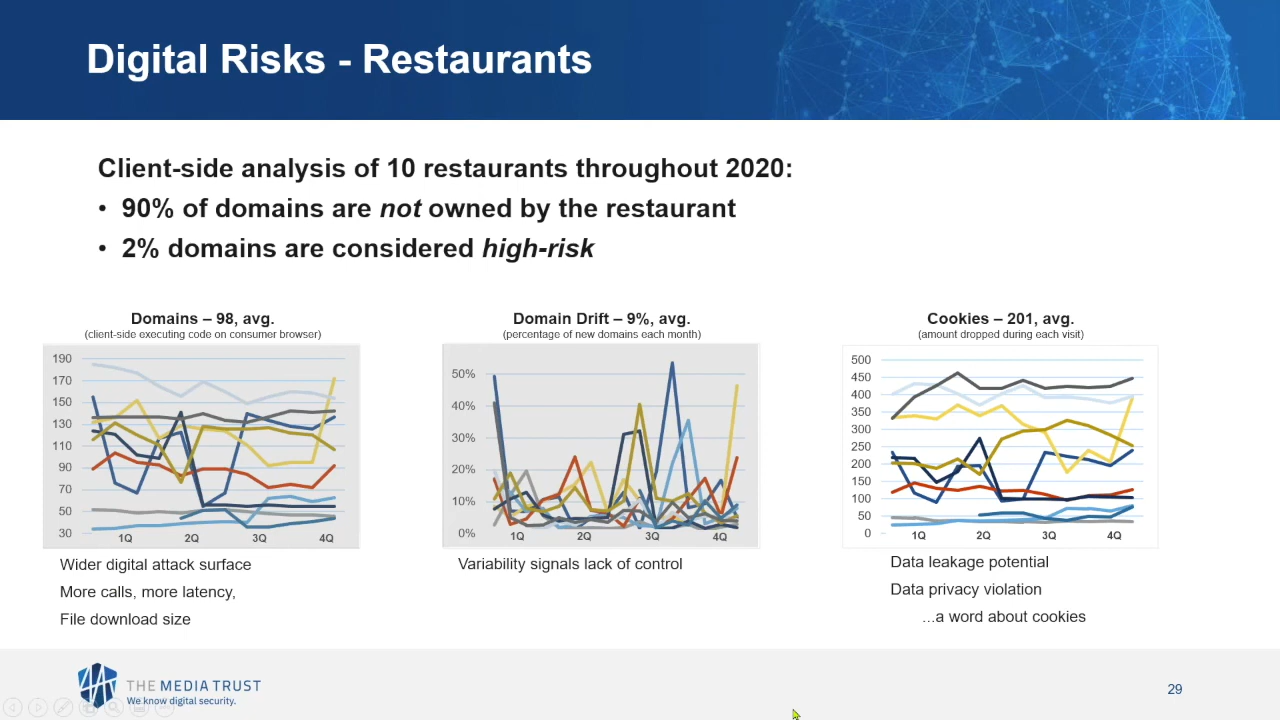 Digital Risks - Restaurants
Client-side analysis of 10 restaurants throughout 2020:
• 90% of domains are not owned by the restaurant
• 2% domains are considered high-risk
Domains – 98, avg.
(client-side executing code on consumer browser)
190
170
150
130
110
90
70
50
30
1Q 2Q 3Q 4Q
Wider digital attack surface
More calls, more latency,
File download size
Domain Drift – 9%, avg.
(percentage of new domains each month)
50%
40%
30%
20%
10%
0%
1Q 2Q 3Q 4Q
Variability signals lack of control
Cookies – 201, avg.
(amount dropped during each visit)
500
450
400
350
300
250
200
150
100
50
0
1Q 2Q 3Q 4Q
Data leakage potential
Data privacy violation
...a word about cookies
THE MEDIA TRUST
We know digital security.
29